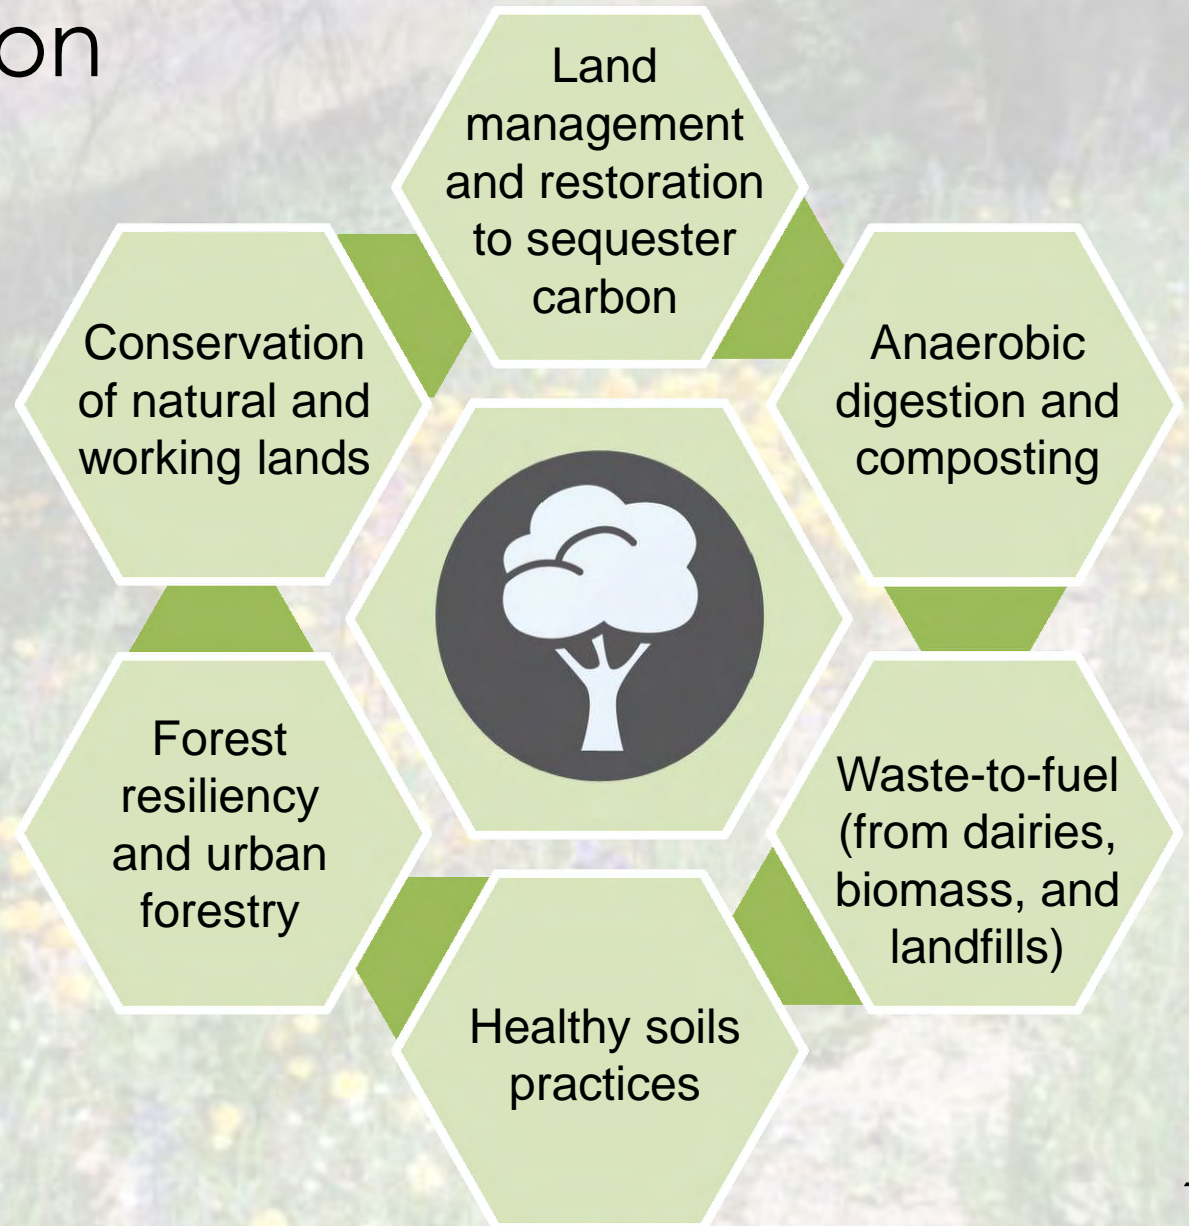 on
Land
management
and restoration
to sequester
carbon
Anaerobic
digestion and
composting
Waste-to-fuel
(from dairies,
biomass, and
landfills)
Healthy soils
practices
Forest
resiliency
and urban
forestry
Conservation
of natural and
working lands